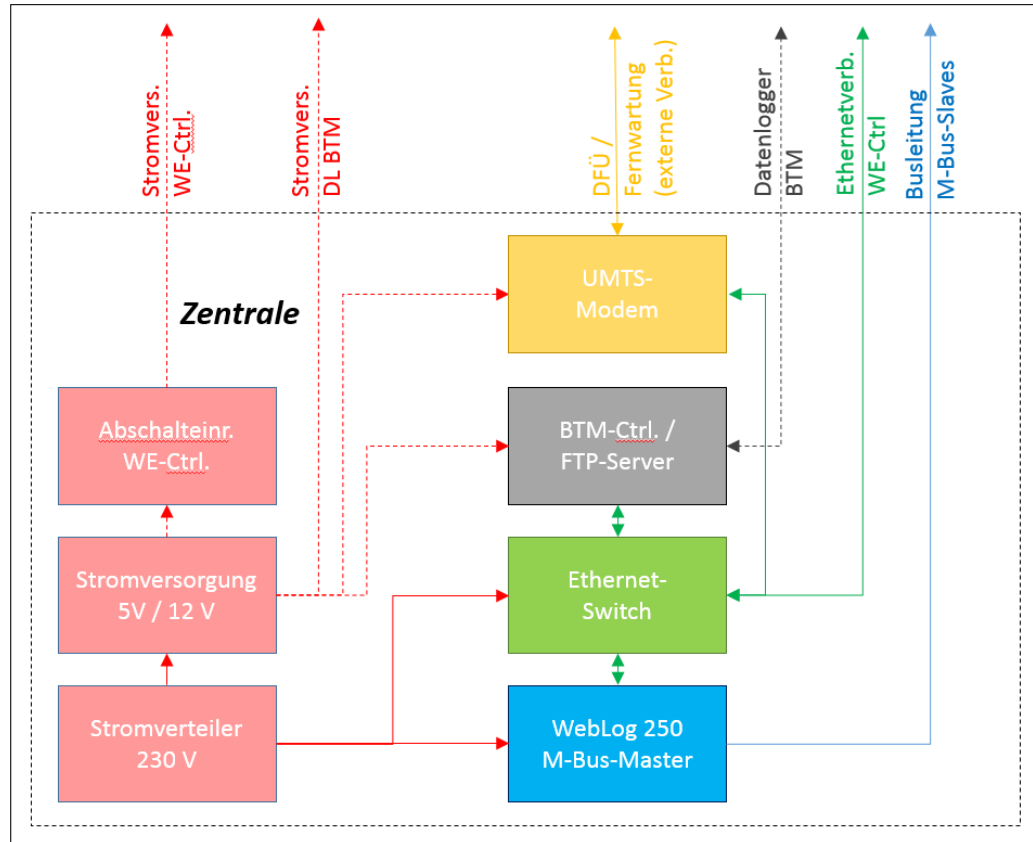 Stromvers.
WE-Ctrl.
Stromvers.
DL BTM
DFÜ /
Fernwartung
(externe Verb.)
Datenlogger
BTM
Ethernetverb.
WE-Ctrl
Busleitung
M-Bus-Slaves
Zentrale
UMTS-
Modem
Abschalteinr.
WE-Ctrl.
BTM-Ctrl. /
FTP-Server
Stromversorgung
5V / 12 V
Ethernet-
Switch
Stromverteiler
230 V
WebLog 250
M-Bus-Master